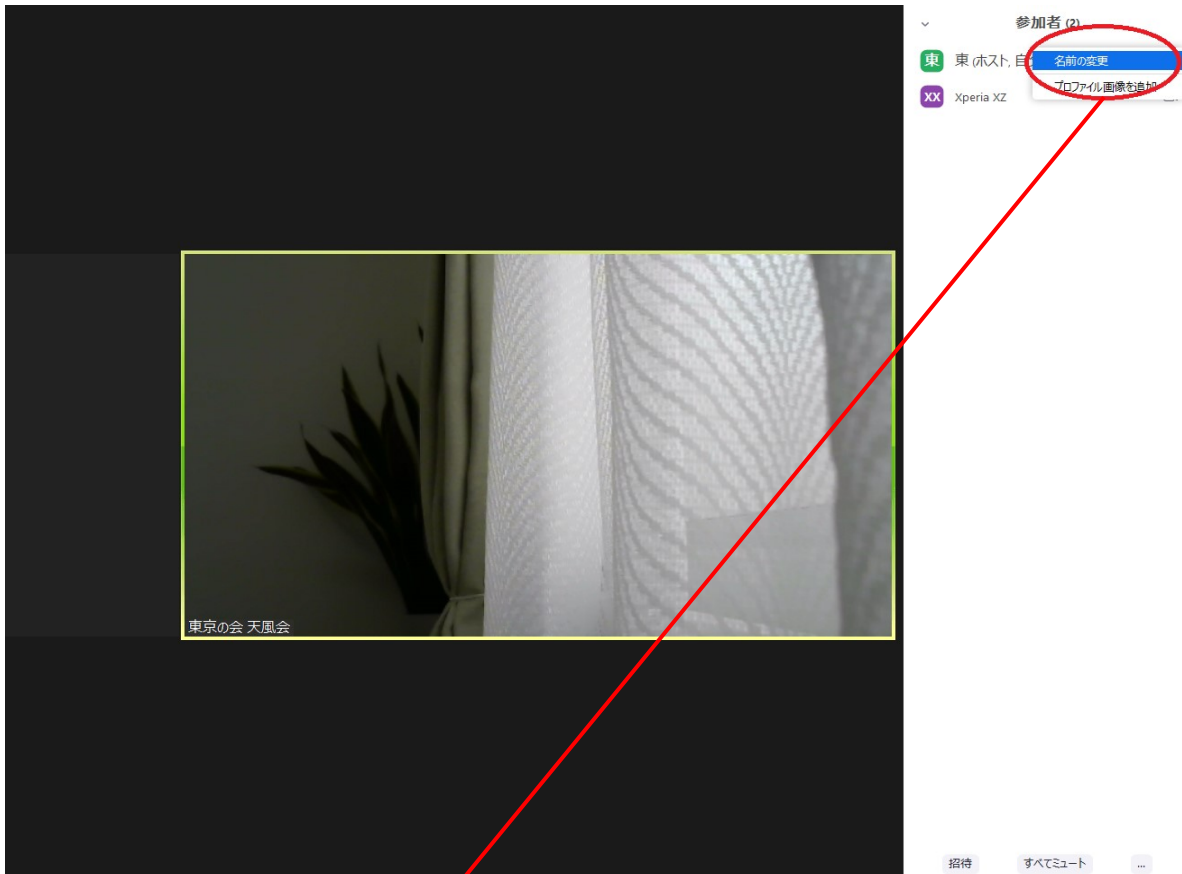 参加者 (2)
東 東 (ホスト, 自
名前の変更
プロファイル画像を追加
XX Xperia XZ
東京の会 天風会
招待 すべてミュート ...